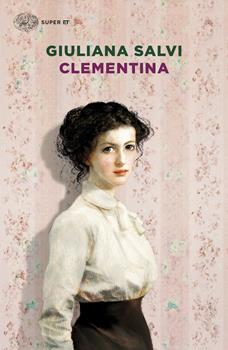 SUPER ET
GIULIANA SALVI
CLEMENTINA